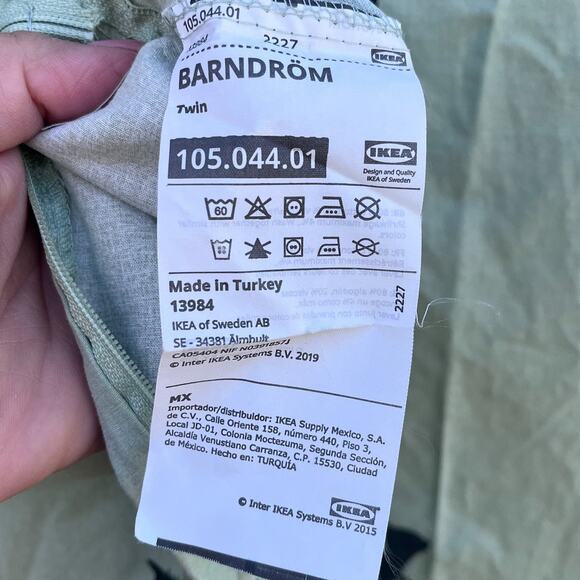 105.044.01
2227
IKEA
BARNDRÖM
Twin
105.044.01
IKEA
Design and Quality
IKEA of Sweden
60
Made in Turkey
13984
IKEA of Sweden AB
SE - 34381 Älmhult
2227
CA05404 NIF N0391857J
© Inter IKEA Systems B.V. 2019
MX
Importador/distribuidor: IKEA Supply Mexico, S.A.
de C.V., Calle Oriente 158, número 440, Piso 3,
Local JD-01, Colonia Moctezuma, Segunda Sección,
Alcaldía Venustiano Carranza, C.P. 15530, Ciudad
de México. Hecho en: TURQUÍA
IKEA
© Inter IKEA Systems B.V 2015